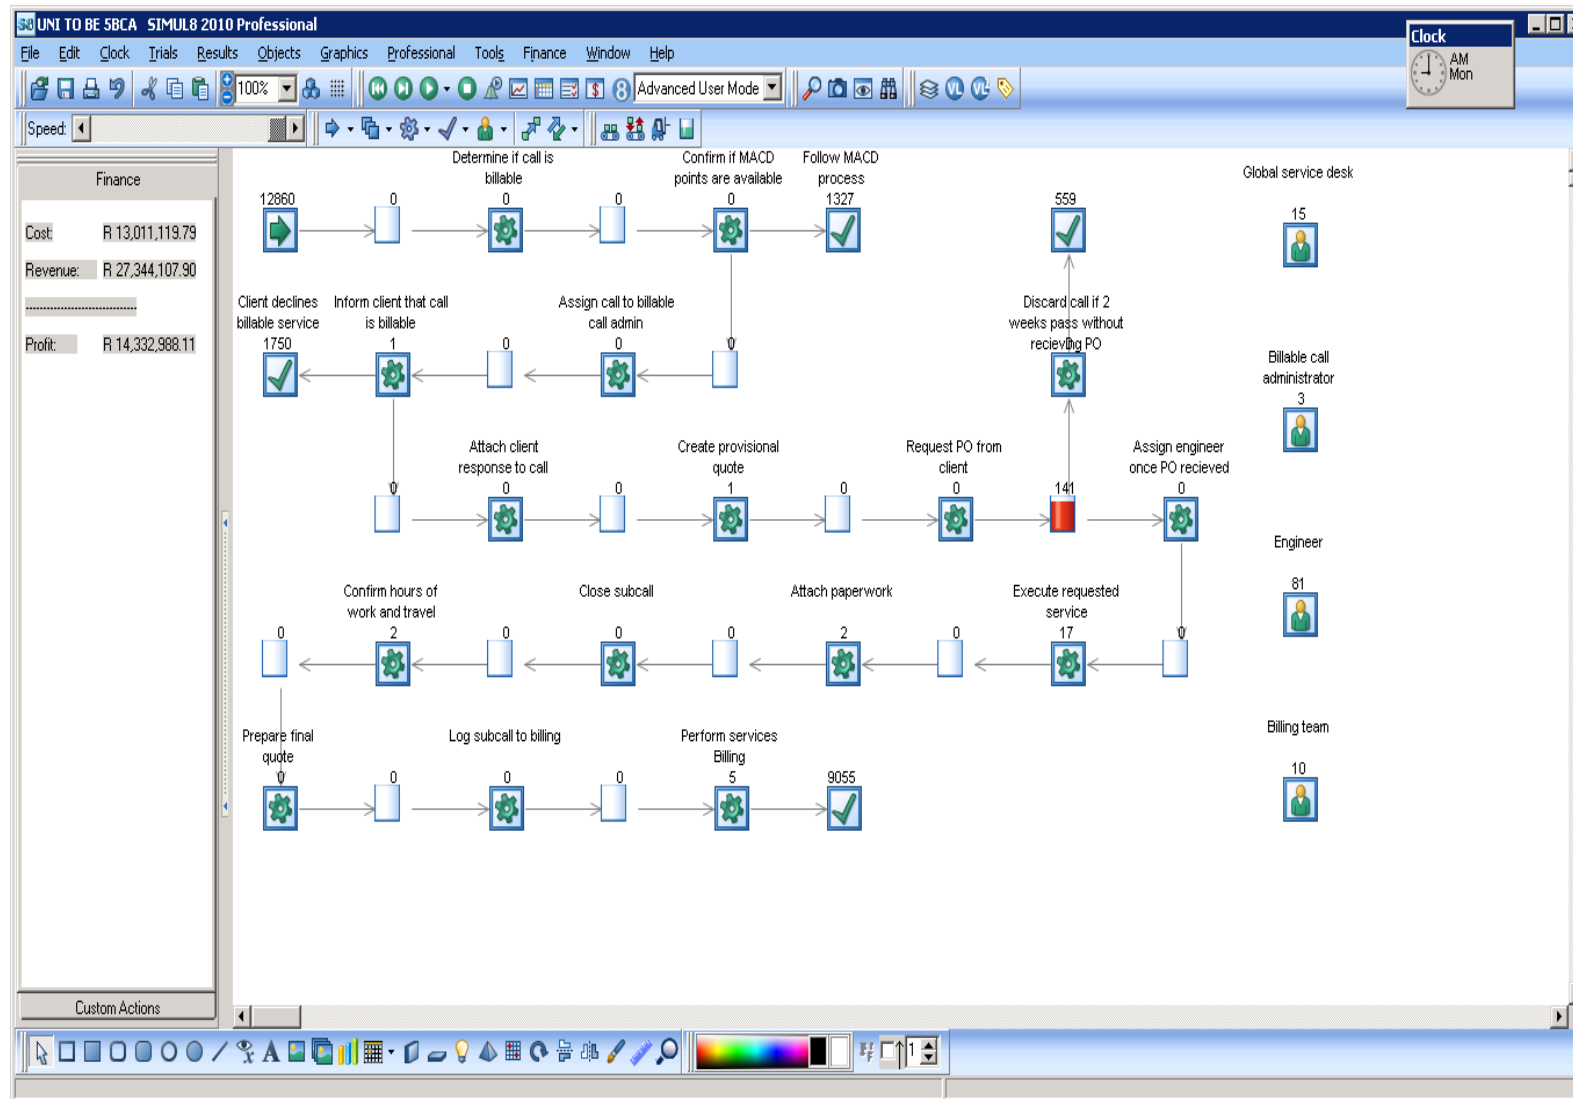 UNI TO BE 5BCA   SIMUL8 2010 Professional
File Edit Clock Trials Results Objects Graphics Professional Tools Finance Window Help
Clock
AM
Mon
100%
Advanced User Mode
Speed:
Finance
Cost: R 13,011,119.79
Revenue: R 27,344,107.90
------------------------------
Profit: R 14,332,988.11
Custom Actions
Determine if call is
billable
Confirm if MACD
points are available
Follow MACD
process
12860 0 0 0 0 1327 559
Global service desk
15
Client declines
billable service
Inform client that call
is billable
Assign call to billable
call admin
Discard call if 2
weeks pass without
recieving PO
1750 1 0 0 0 0
Billable call
administrator
3
Attach client
response to call
Create provisional
quote
Request PO from
client
Assign engineer
once PO recieved
0 0 0 1 0 0 141 0
Engineer
81
Confirm hours of
work and travel
Close subcall
Attach paperwork
Execute requested
service
0 2 0 0 0 2 0 17 0
Prepare final
quote
Log subcall to billing
Perform services
Billing
0 0 0 0 5 9055
Billing team
10
1